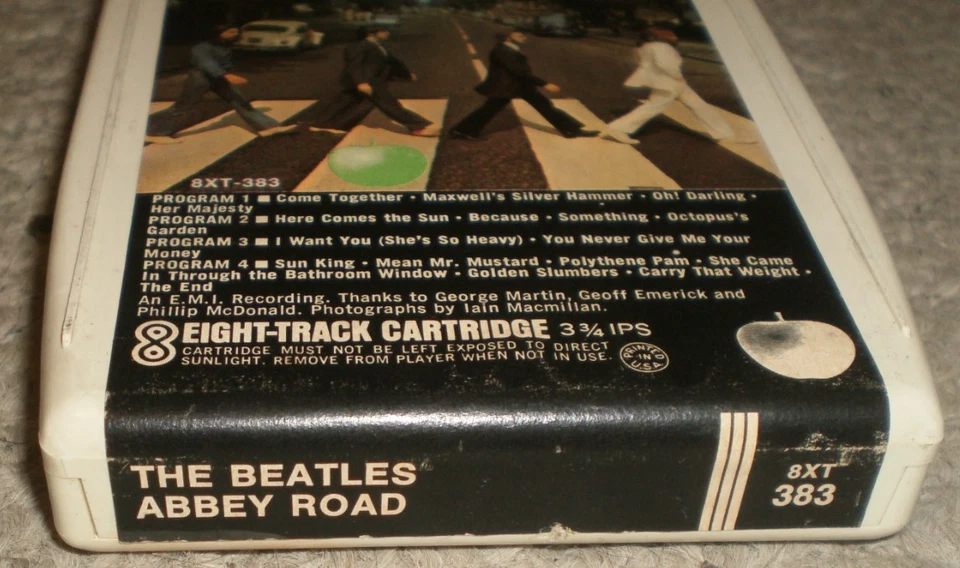 8XT-383
PROGRAM 1 ■ Come Together • Maxwell's Silver Hammer • Oh! Darling •
Her Majesty
PROGRAM 2 ■ Here Comes the Sun • Because • Something • Octopus's
Garden
PROGRAM 3 ■ I Want You (She's So Heavy) • You Never Give Me Your
Money
PROGRAM 4 ■ Sun King • Mean Mr. Mustard • Polythene Pam • She Came
In Through the Bathroom Window • Golden Slumbers • Carry That Weight •
The End
An E.M.I. Recording. Thanks to George Martin, Geoff Emerick and
Phillip McDonald. Photographs by Iain Macmillan.
8 EIGHT-TRACK CARTRIDGE 3 3/4 IPS
CARTRIDGE MUST NOT BE LEFT EXPOSED TO DIRECT
SUNLIGHT. REMOVE FROM PLAYER WHEN NOT IN USE.
PRINTED
IN
U.S.A.
THE BEATLES
ABBEY ROAD
8XT
383